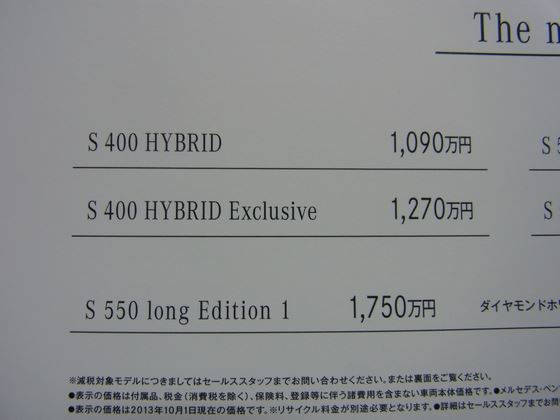 The n
S 400 HYBRID 1,090万円 S 5
S 400 HYBRID Exclusive 1,270万円 S
S 550 long Edition 1 1,750万円 ダイヤモンドホワ
※減税対象モデルにつきましてはセールススタッフまでお問い合わせください。または裏面をご覧ください。
●表示の価格は付属品、税金(消費税を除く)、保険料、登録等に伴う諸費用を含まない車両本体価格です。●メルセデス・ベン
●表示の価格は2013年10月1日現在の価格です。※リサイクル料金が別途必要となります。●詳細はセールススタッフまでお